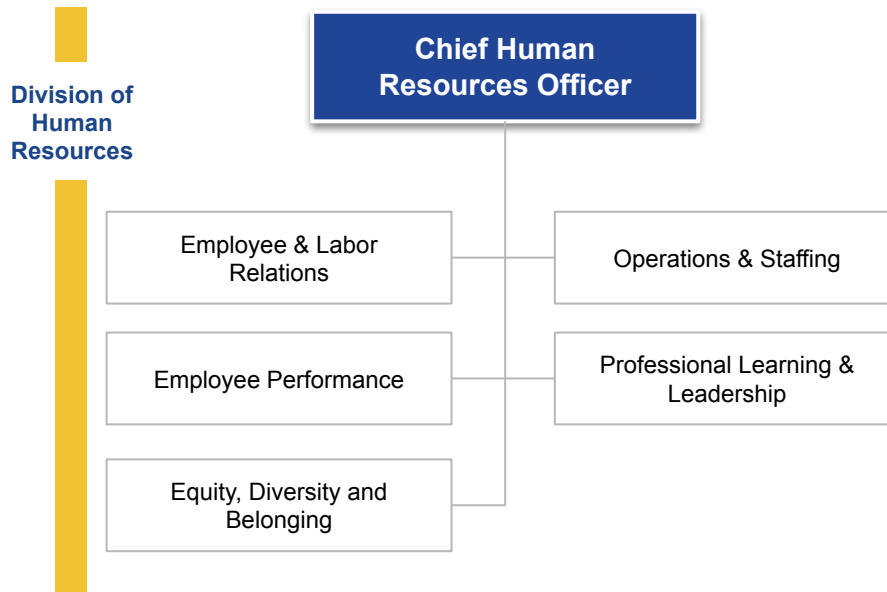 Chief Human
Resources Officer
Division of
Human
Resources
Employee & Labor
Relations
Operations & Staffing
Employee Performance
Professional Learning &
Leadership
Equity, Diversity and
Belonging